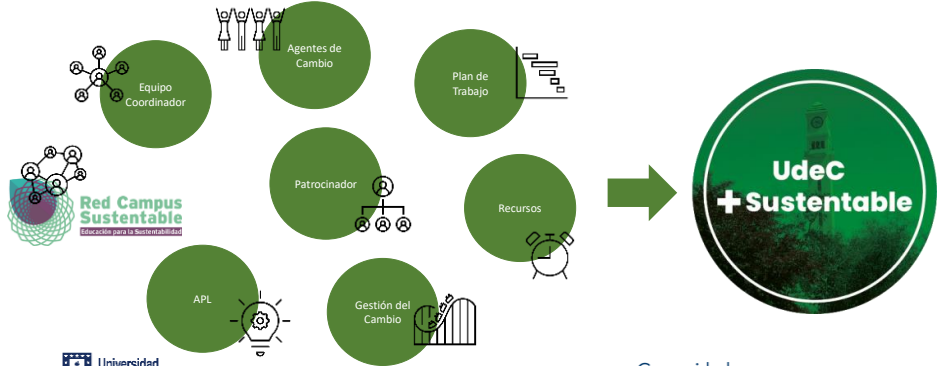 Agentes de
Cambio
Equipo
Coordinador
Plan de
Trabajo
Patrocinador
Recursos
Red Campus
Sustentable
Educación para la Sustentabilidad
APL
Gestión del
Cambio
UdeC
+Sustentable
Universidad